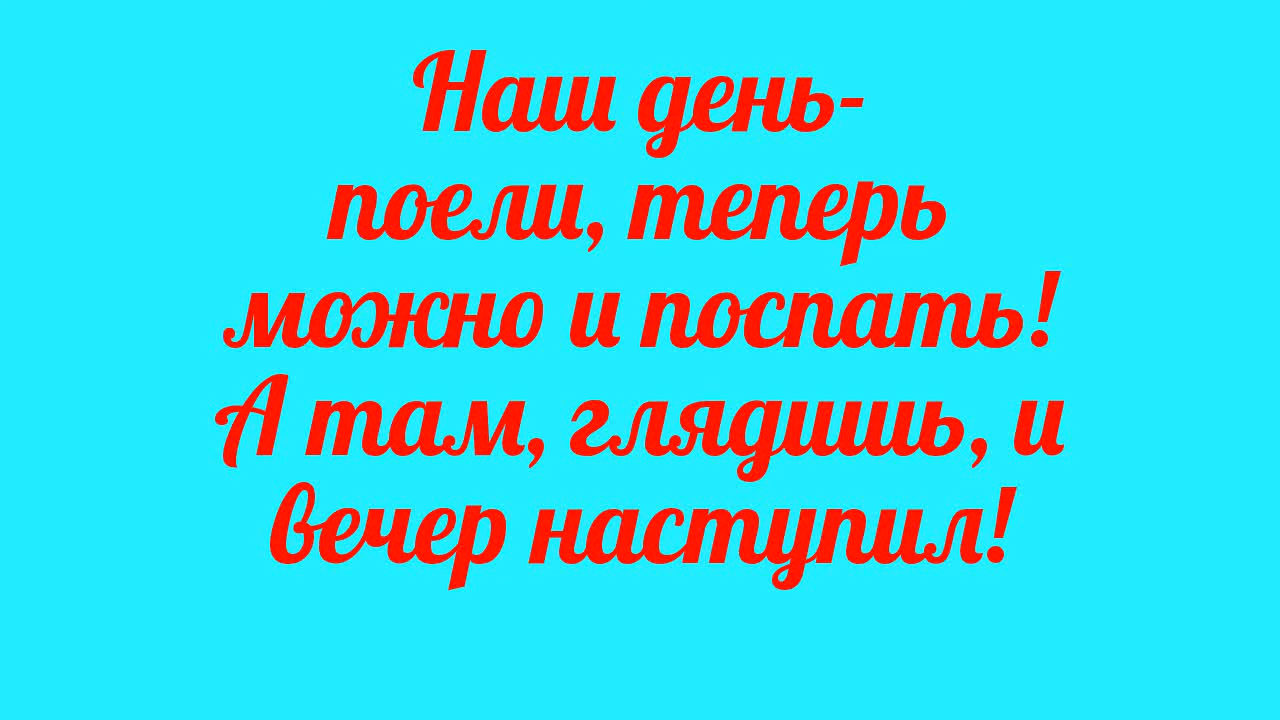 Наш день-
поели, теперь
можно и поспать!
А там, глядишь, и
вечер наступил!